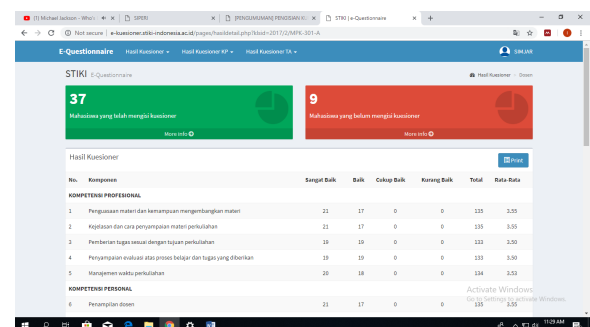 (1) Michael Jackson - Who's
SIPERI
[PENGUMUMAN] PENGISIAN KU
STIKI | e-Questionnaire
Not secure | e-kuesioner.stiki-indonesia.ac.id/pages/hasildetail.php?kbid=2017/2/MPK-301-A
E-Questionnaire Hasil Kuesioner Hasil Kuesioner KP Hasil Kuesioner TA
STIKI E-Questionnaire
Hasil Kuesioner / Dosen
37
Mahasiswa yang telah mengisi kuesioner
More info
9
Mahasiswa yang belum mengisi kuesioner
More info
Hasil Kuesioner
Print
No. Komponen Sangat Baik Baik Cukup Baik Kurang Baik Total Rata-Rata
KOMPETENSI PROFESIONAL
1 Penguasaan materi dan kemampuan mengembangkan materi 21 17 0 0 135 3.55
2 Kejelasan dan cara penyampaian materi perkuliahan 21 17 0 0 135 3.55
3 Pemberian tugas sesuai dengan tujuan perkuliahan 19 19 0 0 133 3.50
4 Penyampaian evaluasi atas proses belajar dan tugas yang diberikan 19 19 0 0 133 3.50
5 Manajemen waktu perkuliahan 20 18 0 0 134 3.53
KOMPETENSI PERSONAL
6 Penampilan dosen 21 17 0 0 135 3.55
Activate Windows
Go to Settings to activate Windows.
11:29 AM